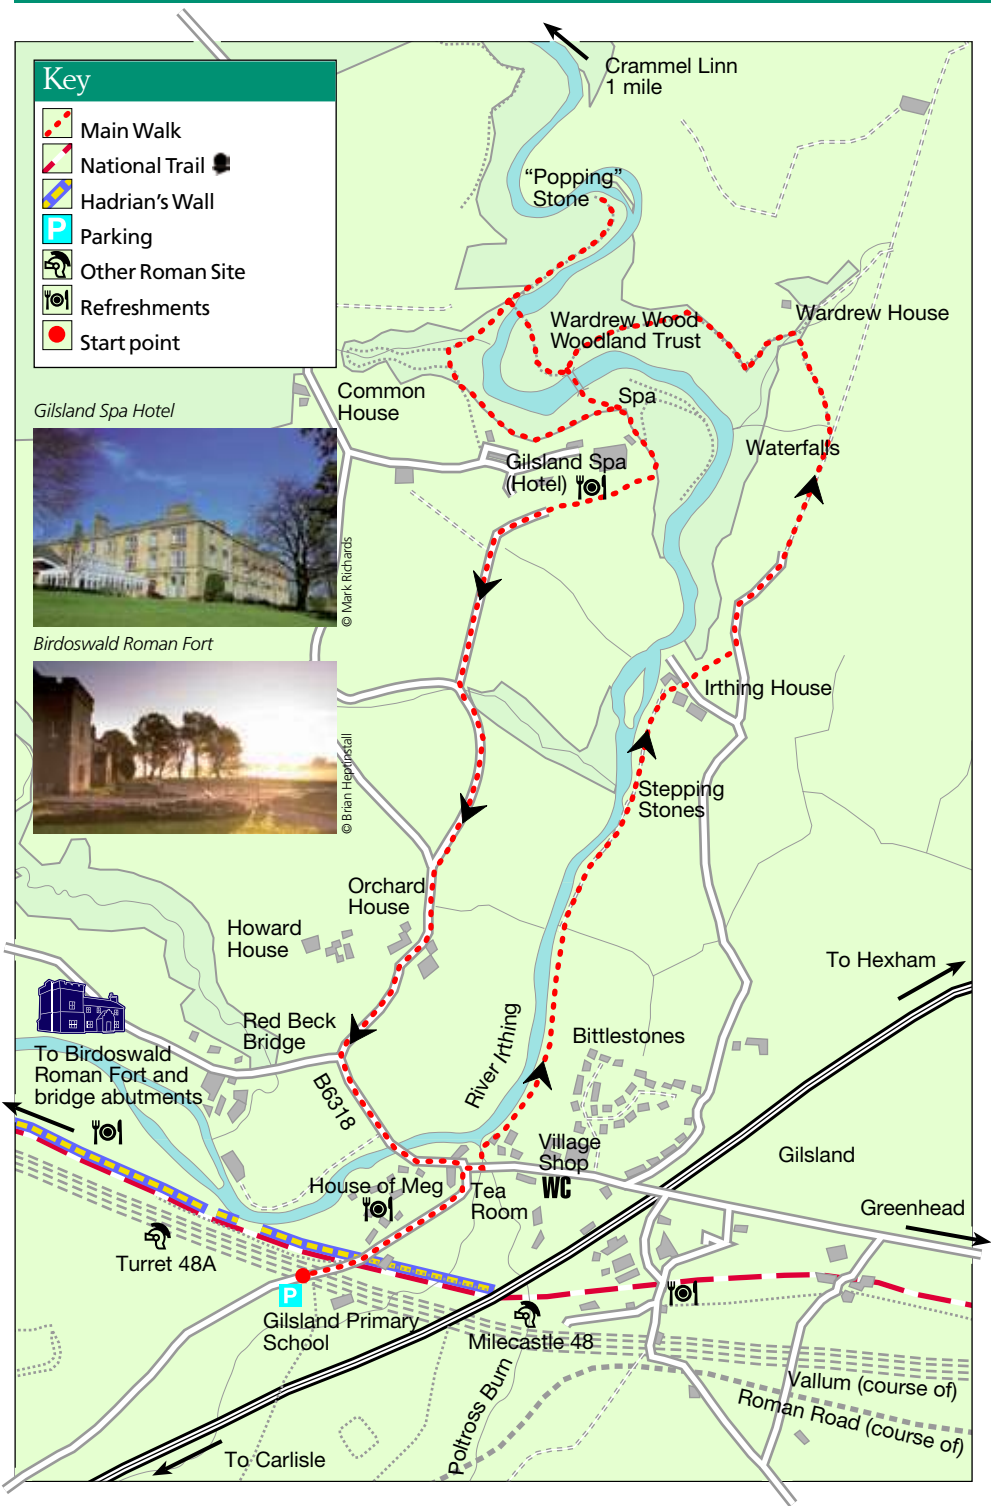 Key
Main Walk
National Trail
Hadrian's Wall
P
Parking
Other Roman Site
Refreshments
Start point
Crammel Linn
1 mile
“Popping”
Stone
Wardrew Wood
Woodland Trust
Wardrew House
Common
House
Spa
Waterfalls
Gilsland Spa
(Hotel)
Gilsland Spa Hotel
© Mark Richards
Birdoswald Roman Fort
© Brian Heptinstall
Irthing House
Stepping
Stones
Orchard
House
Howard
House
To Hexham
Red Beck
Bridge
River Irthing
Bittlestones
To Birdoswald
Roman Fort and
bridge abutments
B6318
Village
Shop
WC
Gilsland
House of Meg
Tea
Room
Greenhead
Turret 48A
P
Gilsland Primary
School
Milecastle 48
Vallum (course of)
Roman Road (course of)
Poltross Burn
To Carlisle